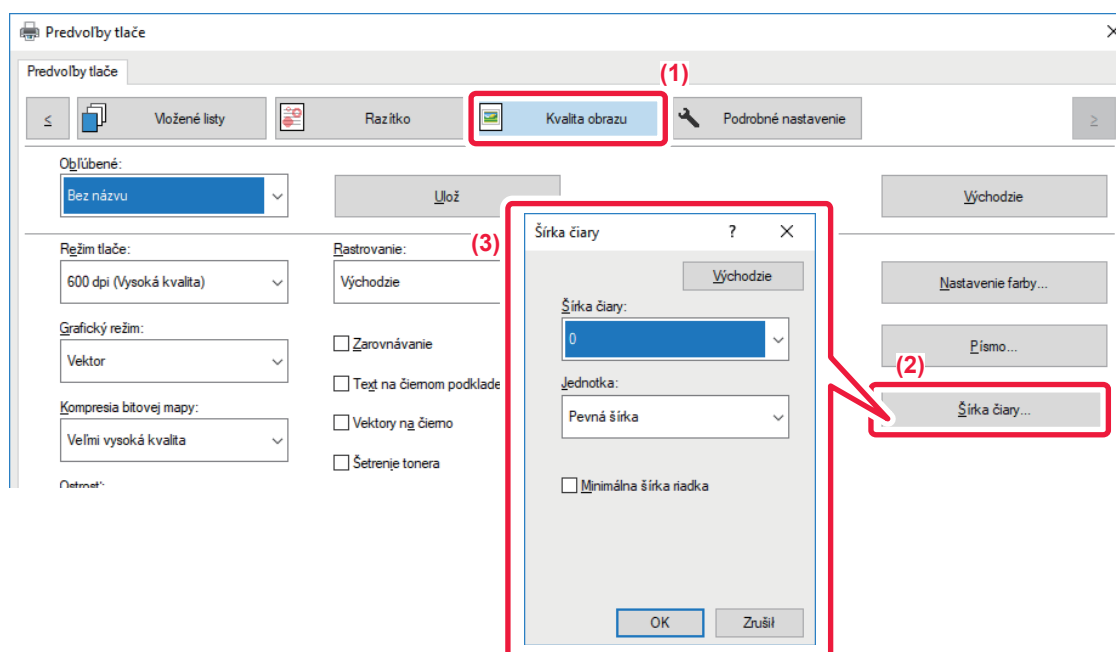 Predvoľby tlače
Predvoľby tlače
(1)
<
Vložené listy
Razítko
Kvalita obrazu
Podrobné nastavenie
>
Obľúbené:
Bez názvu
Ulož
Východzie
Režim tlače:
600 dpi (Vysoká kvalita)
Rastrovanie:
Východzie
Nastavenie farby...
Grafický režim:
Vektor
Zarovnávanie
Písmo...
Text na čiernom podklade
(2)
Šírka čiary...
Kompresia bitovej mapy:
Veľmi vysoká kvalita
Vektory na čierno
Šetrenie tonera
Ostrosť:
(3)
Šírka čiary
?
Východzie
Šírka čiary:
0
Jednotka:
Pevná šírka
Minimálna šírka riadka
OK
Zrušiť